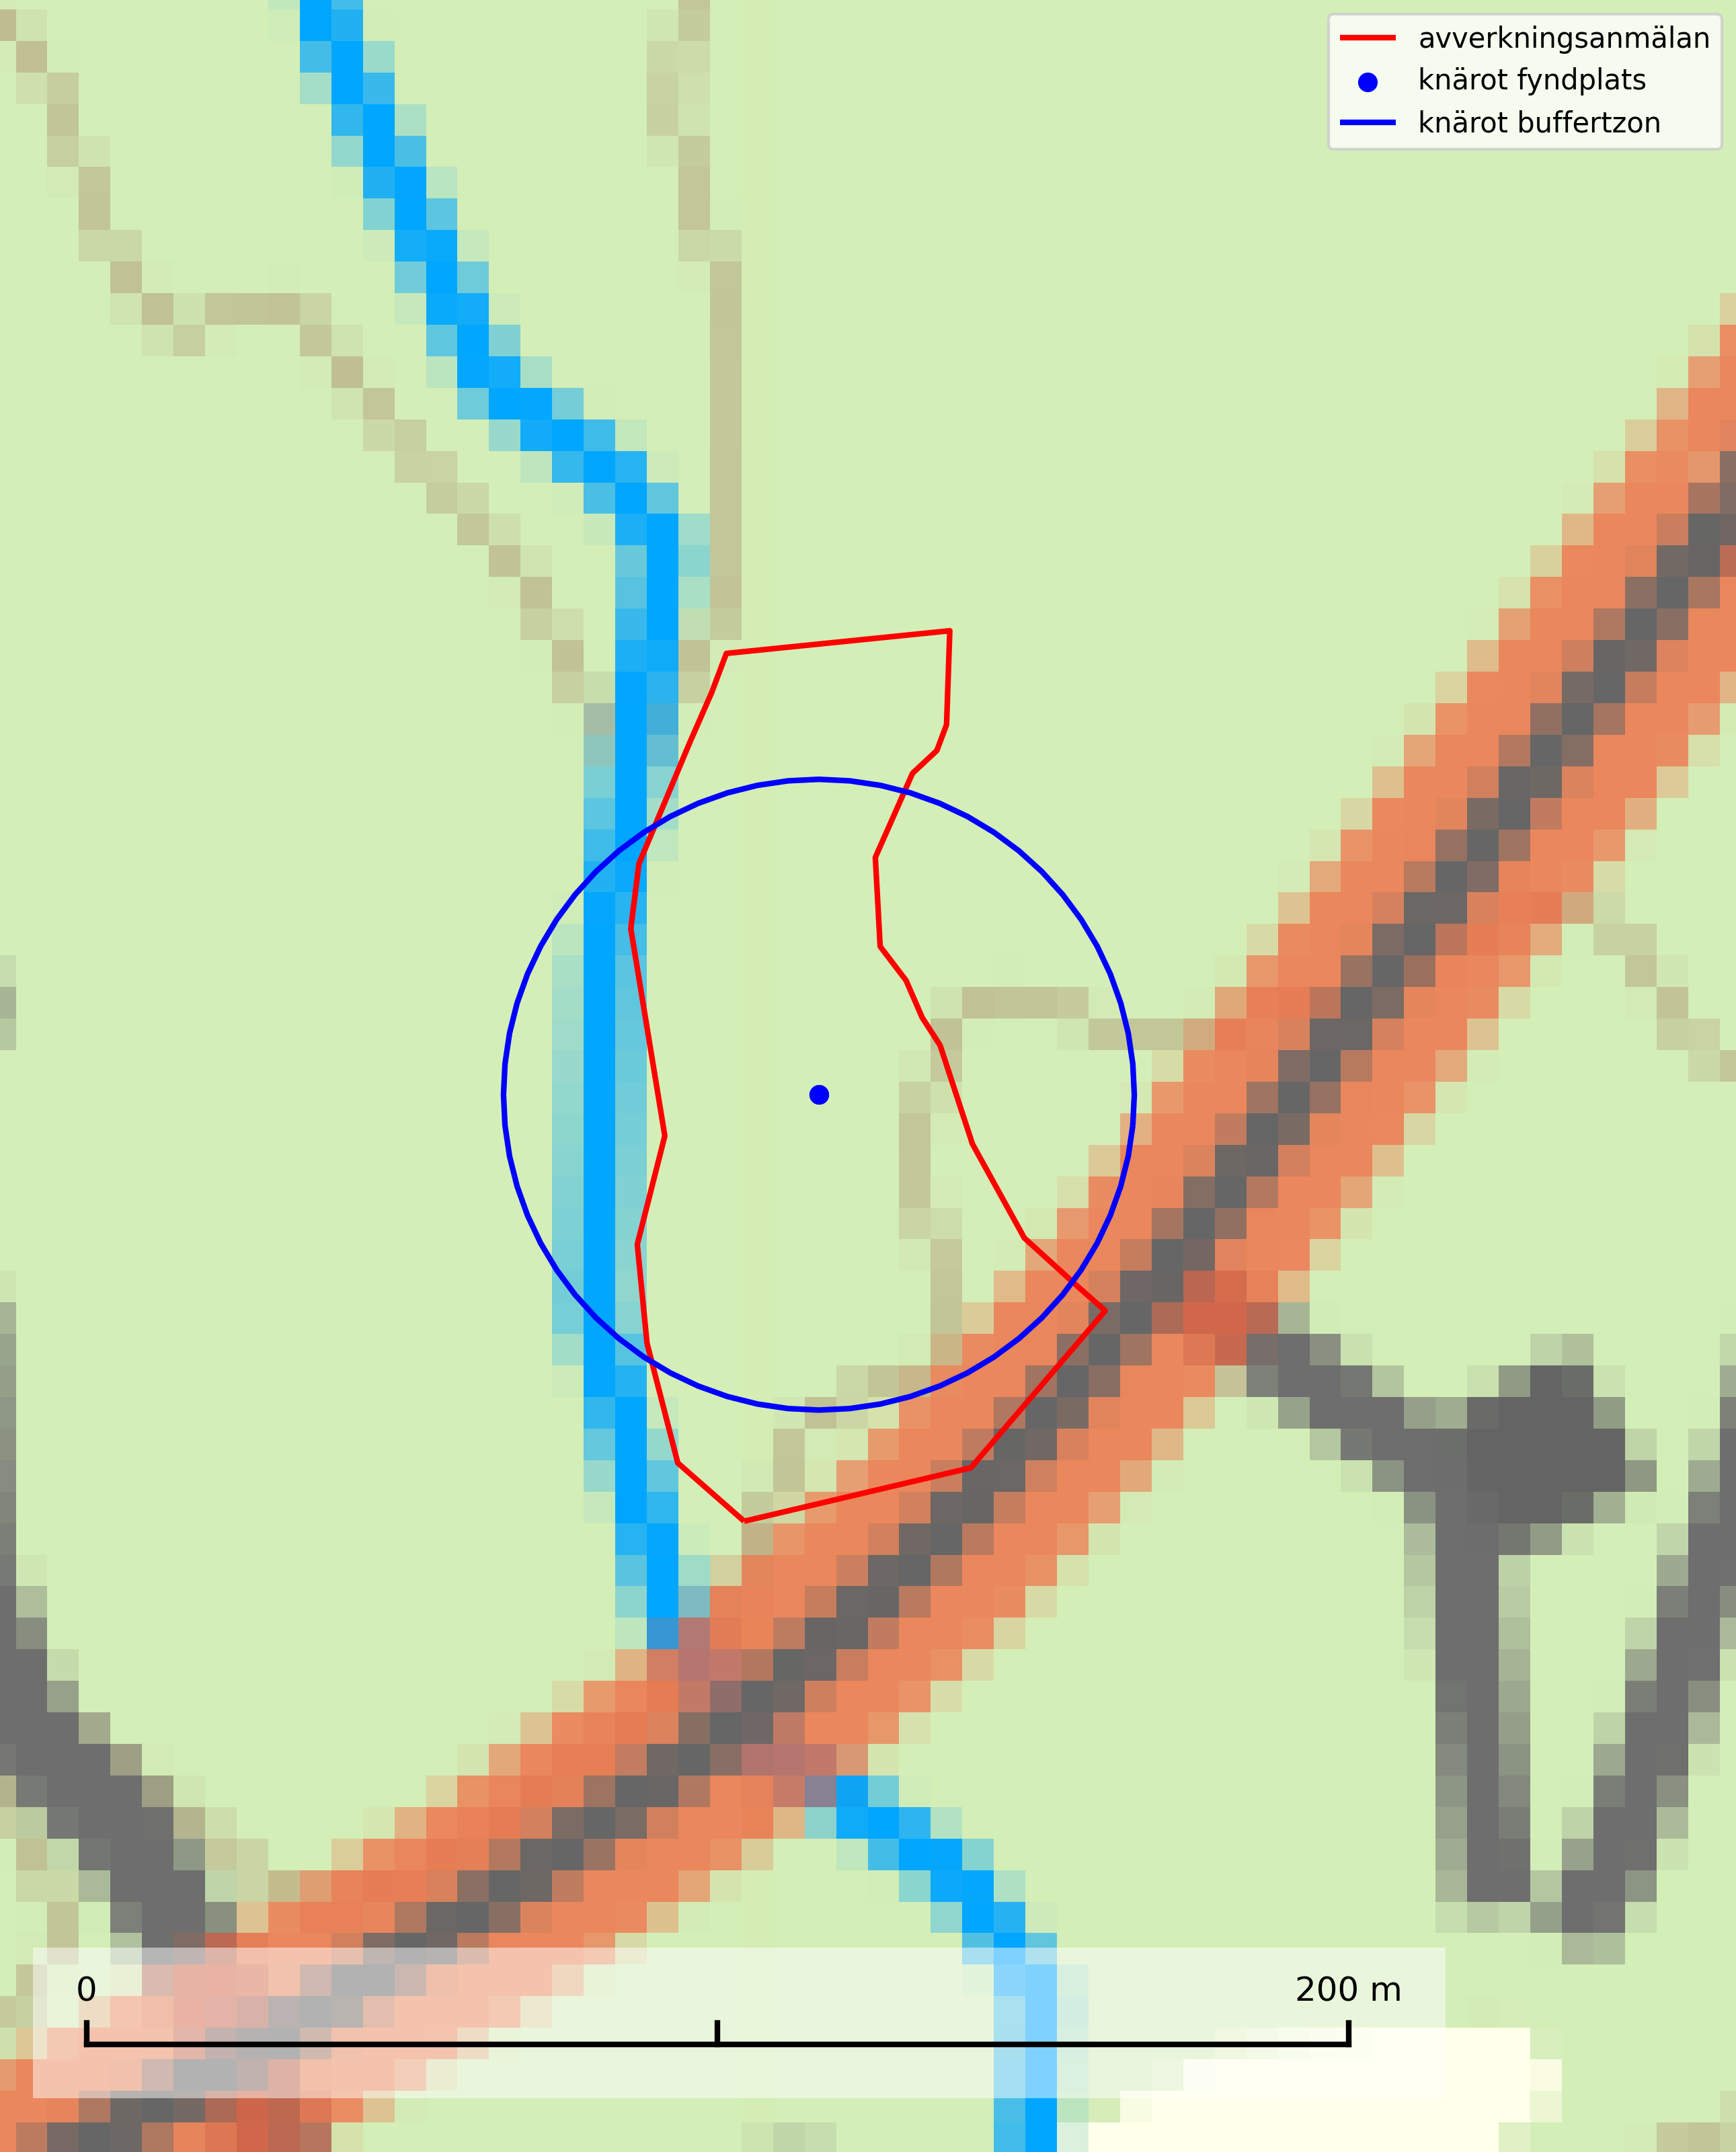 avverkningsanmälan
knärot fyndplats
knärot buffertzon
0 200 m